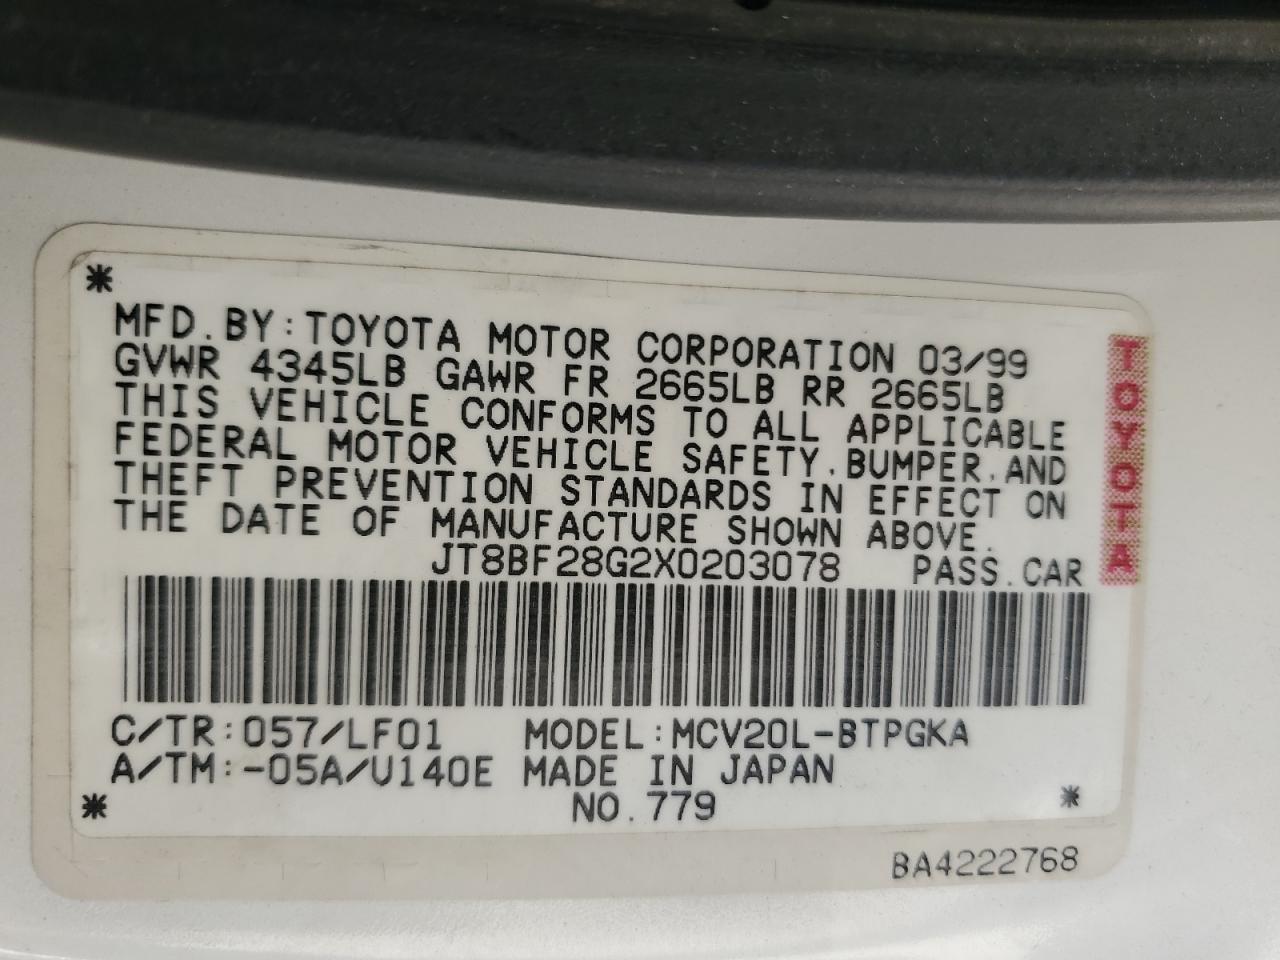 *
MFD.BY:TOYOTA MOTOR CORPORATION 03/99
GVWR 4345LB GAWR FR 2665LB RR 2665LB
THIS VEHICLE CONFORMS TO ALL APPLICABLE
FEDERAL MOTOR VEHICLE SAFETY,BUMPER,AND
THEFT PREVENTION STANDARDS IN EFFECT ON
THE DATE OF MANUFACTURE SHOWN ABOVE.
JT8BF28G2X0203078 PASS.CAR
C/TR:057/LF01 MODEL:MCV20L-BTPGKA
A/TM:-05A/U140E MADE IN JAPAN
* NO.779 *
BA4222768
TOYOTA